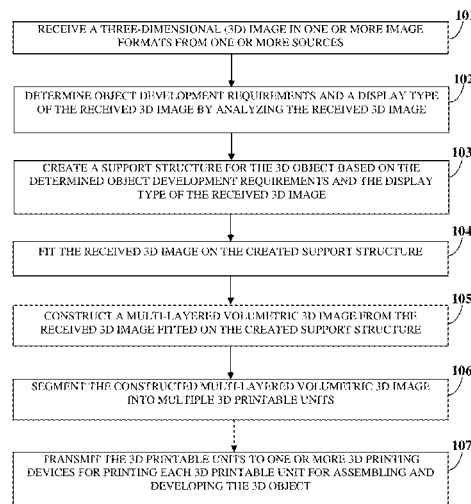 101
RECEIVE A THREE-DIMENSIONAL (3D) IMAGE IN ONE OR MORE IMAGE
FORMATS FROM ONE OR MORE SOURCES
102
DETERMINE OBJECT DEVELOPMENT REQUIREMENTS AND A DISPLAY TYPE
OF THE RECEIVED 3D IMAGE BY ANALYZING THE RECEIVED 3D IMAGE
103
CREATE A SUPPORT STRUCTURE FOR THE 3D OBJECT BASED ON THE
DETERMINED OBJECT DEVELOPMENT REQUIREMENTS AND THE DISPLAY
TYPE OF THE RECEIVED 3D IMAGE
104
FIT THE RECEIVED 3D IMAGE ON THE CREATED SUPPORT STRUCTURE
105
CONSTRUCT A MULTI-LAYERED VOLUMETRIC 3D IMAGE FROM THE
RECEIVED 3D IMAGE FITTED ON THE CREATED SUPPORT STRUCTURE
106
SEGMENT THE CONSTRUCTED MULTI-LAYERED VOLUMETRIC 3D IMAGE
INTO MULTIPLE 3D PRINTABLE UNITS
107
TRANSMIT THE 3D PRINTABLE UNITS TO ONE OR MORE 3D PRINTING
DEVICES FOR PRINTING EACH 3D PRINTABLE UNIT FOR ASSEMBLING AND
DEVELOPING THE 3D OBJECT